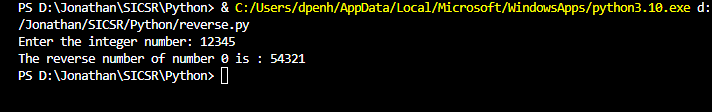 PS D:\Jonathan\SICSR\Python> & C:/Users/dpenh/AppData/Local/Microsoft/WindowsApps/python3.10.exe d:
/Jonathan/SICSR/Python/reverse.py
Enter the integer number: 12345
The reverse number of number 0 is : 54321
PS D:\Jonathan\SICSR\Python>